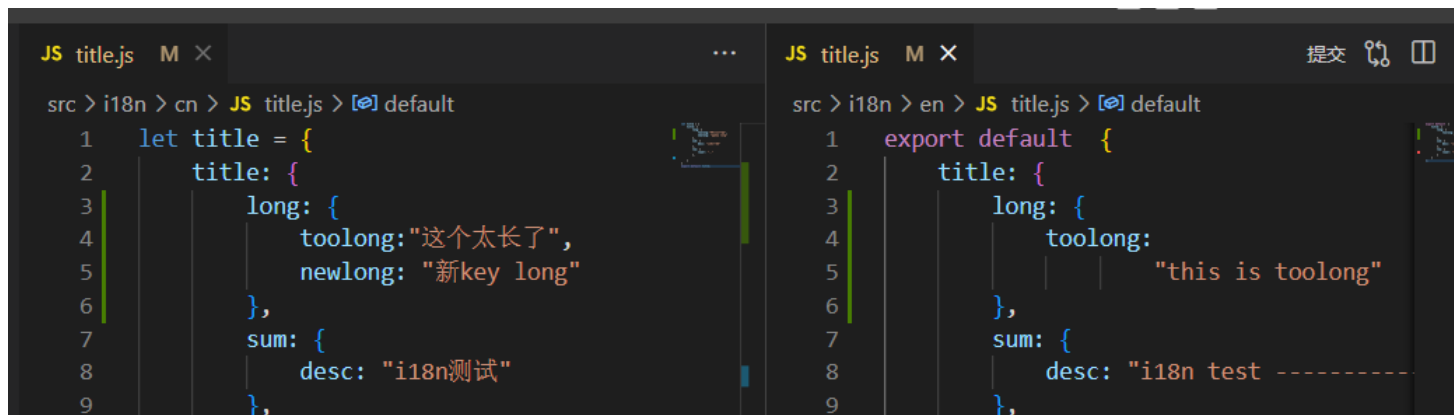 JS title.js M ×
src > i18n > cn > JS title.js > default
1 let title = {
2 title: {
3 long: {
4 toolong:"这个太长了",
5 newlong: "新key long"
6 },
7 sum: {
8 desc: "i18n测试"
9 },
JS title.js M × 提交
src > i18n > en > JS title.js > default
1 export default {
2 title: {
3 long: {
4 toolong:
5 "this is toolong"
6 },
7 sum: {
8 desc: "i18n test -----------
9 },